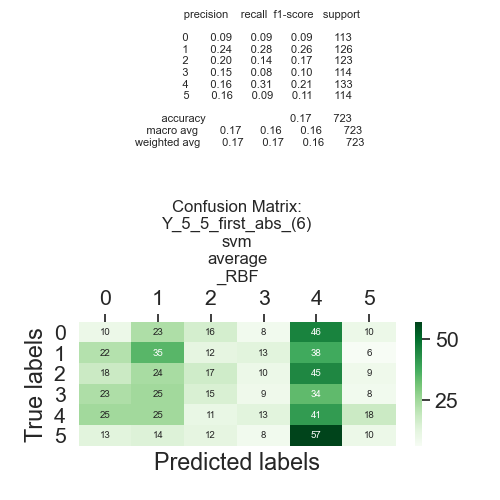 precision recall f1-score support
0 0.09 0.09 0.09 113
1 0.24 0.28 0.26 126
2 0.20 0.14 0.17 123
3 0.15 0.08 0.10 114
4 0.16 0.31 0.21 133
5 0.16 0.09 0.11 114
accuracy 0.17 723
macro avg 0.17 0.16 0.16 723
weighted avg 0.17 0.17 0.16 723
Confusion Matrix:
Y_5_5_first_abs_(6)
svm
average
_RBF
0 1 2 3 4 5
0 10 23 16 8 46 10
1 22 35 12 13 38 6
2 18 24 17 10 45 9
3 23 25 15 9 34 8
4 25 25 11 13 41 18
5 13 14 12 8 57 10
True labels
Predicted labels
50
25